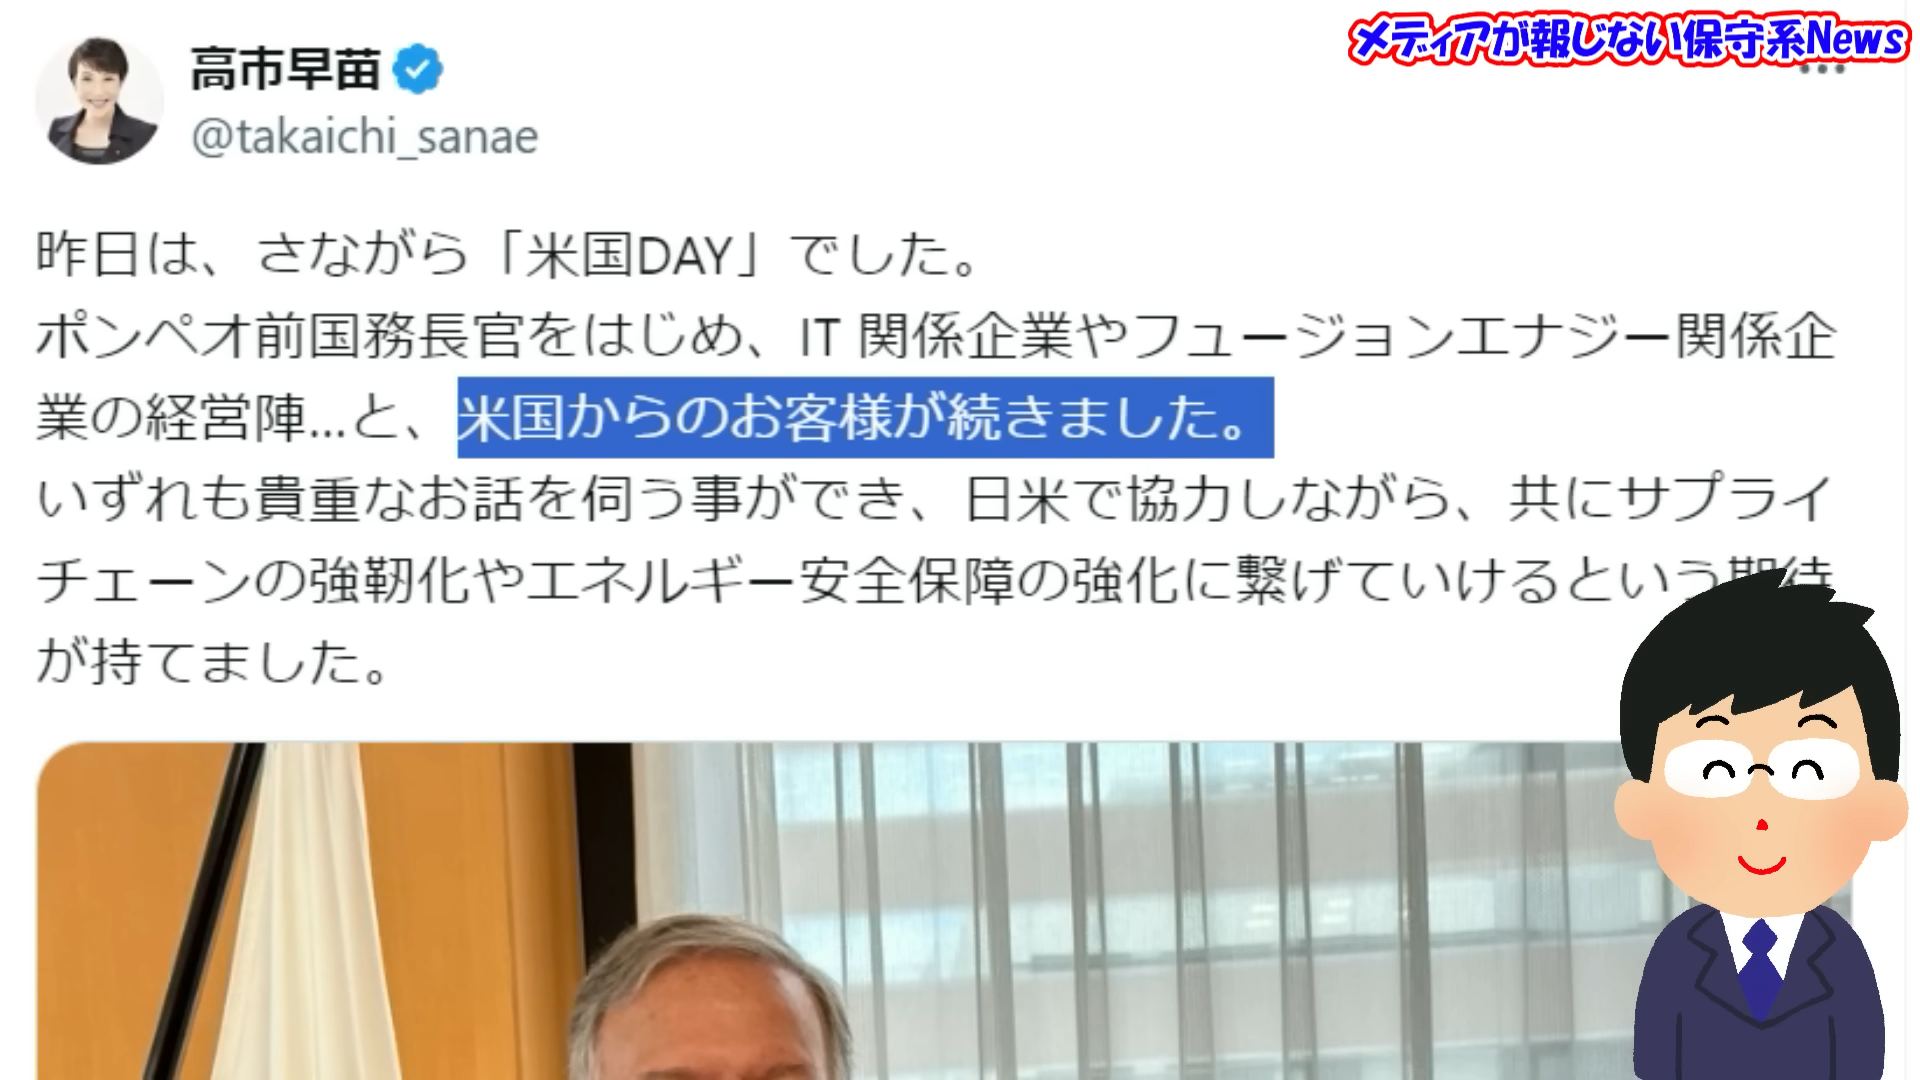 メディアが報じない保守系News
高市早苗
@takaichi_sanae
昨日は、さながら「米国DAY」でした。
ポンペオ前国務長官をはじめ、IT 関係企業やフュージョンエナジー関係企
業の経営陣...と、米国からのお客様が続きました。
いずれも貴重なお話を伺う事ができ、日米で協力しながら、共にサプライ
チェーンの強靭化やエネルギー安全保障の強化に繋げていけるという期待
が持てました。